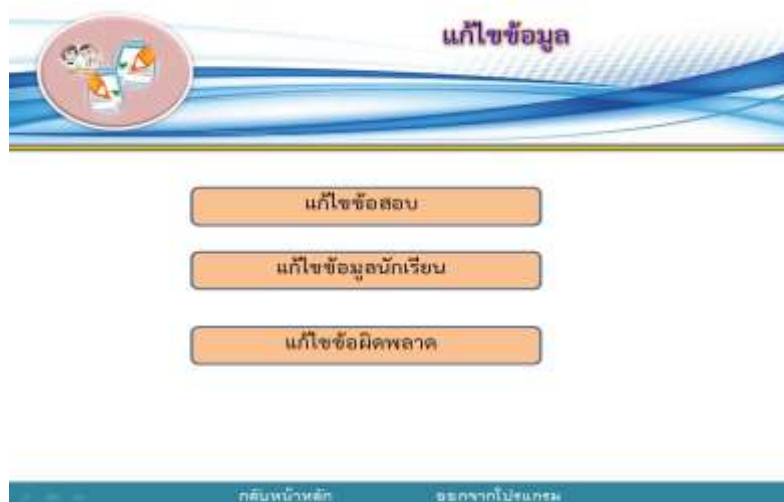 แก้ไขข้อมูล
แก้ไขข้อสอบ
แก้ไขข้อมูลนักเรียน
แก้ไขข้อผิดพลาด
กลับหน้าหลัก
ออกจากโปรแกรม